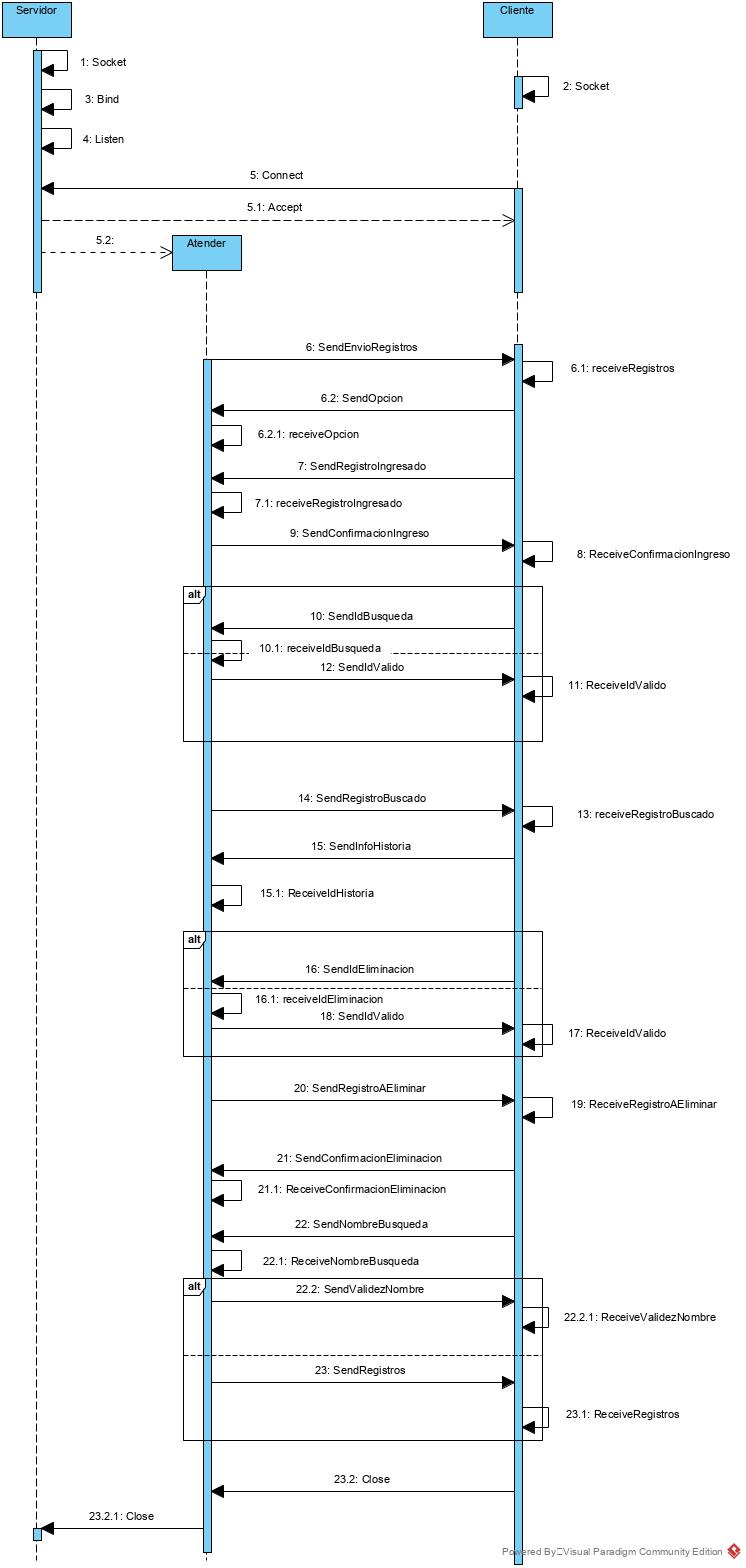 Servidor
Cliente
1: Socket
2: Socket
3: Bind
4: Listen
5: Connect
5.1: Accept
5.2:
Atender
6: SendEnvioRegistros
6.1: receiveRegistros
6.2: SendOpcion
6.2.1: receiveOpcion
7: SendRegistroIngresado
7.1: receiveRegistroIngresado
9: SendConfirmacionIngreso
8: ReceiveConfirmacionIngreso
alt
10: SendIdBusqueda
10.1: receiveIdBusqueda
12: SendIdValido
11: ReceiveIdValido
14: SendRegistroBuscado
13: receiveRegistroBuscado
15: SendInfoHistoria
15.1: ReceiveIdHistoria
alt
16: SendIdEliminacion
16.1: receiveIdEliminacion
18: SendIdValido
17: ReceiveIdValido
20: SendRegistroAEliminar
19: ReceiveRegistroAEliminar
21: SendConfirmacionEliminacion
21.1: ReceiveConfirmacionEliminacion
22: SendNombreBusqueda
22.1: ReceiveNombreBusqueda
alt
22.2: SendValidezNombre
22.2.1: ReceiveValidezNombre
23: SendRegistros
23.1: ReceiveRegistros
23.2: Close
23.2.1: Close
Powered By Visual Paradigm Community Edition